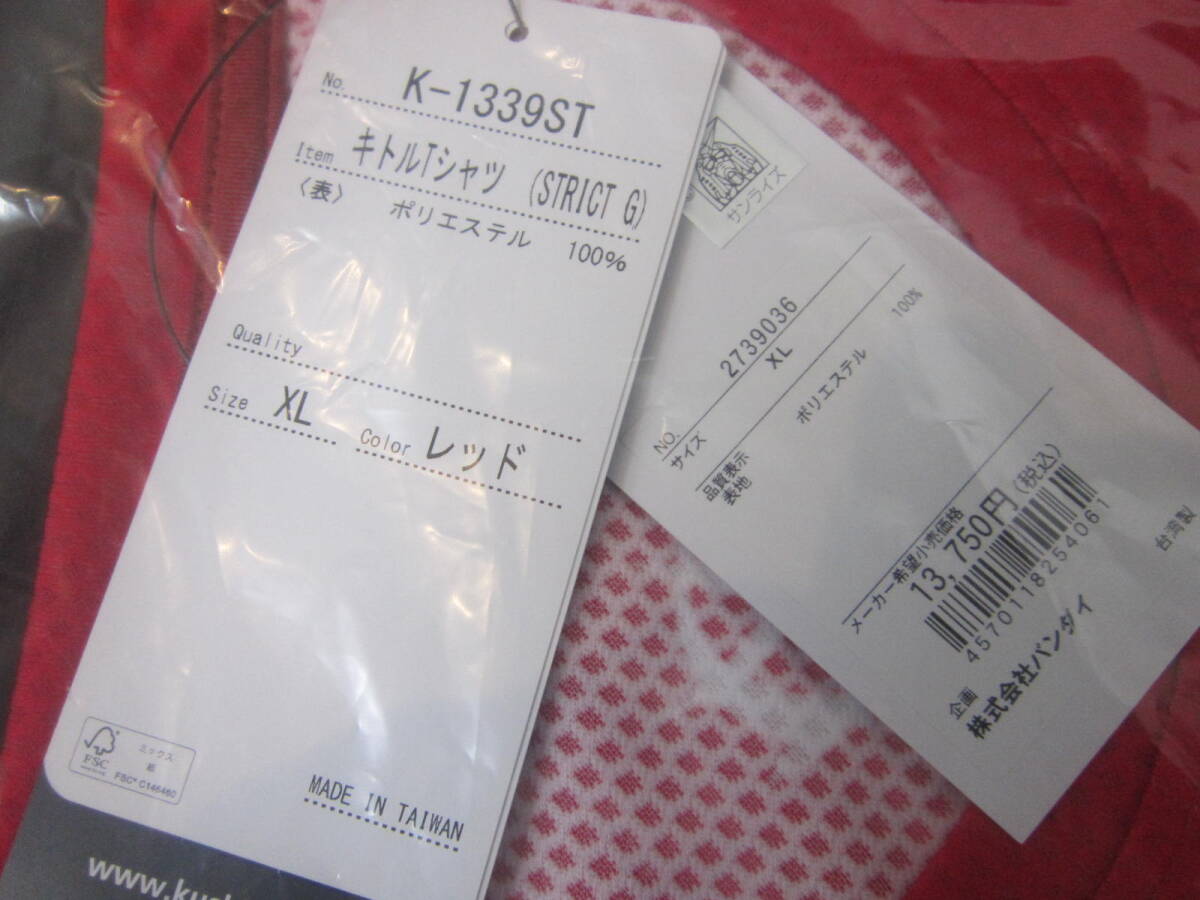 No. K-1339ST
Item キトルTシャツ (STRICT G)
〈表〉 ポリエステル 100%
Quality
Size XL Color レッド
FSC
ミックス
紙
FSC® C146460
MADE IN TAIWAN
サンライズ
NO. 2739036
サイズ XL
品質表示
表地 ポリエステル 100%
メーカー希望小売価格
13,750円(税込)
4570118254061
企画
株式会社バンダイ
台湾製